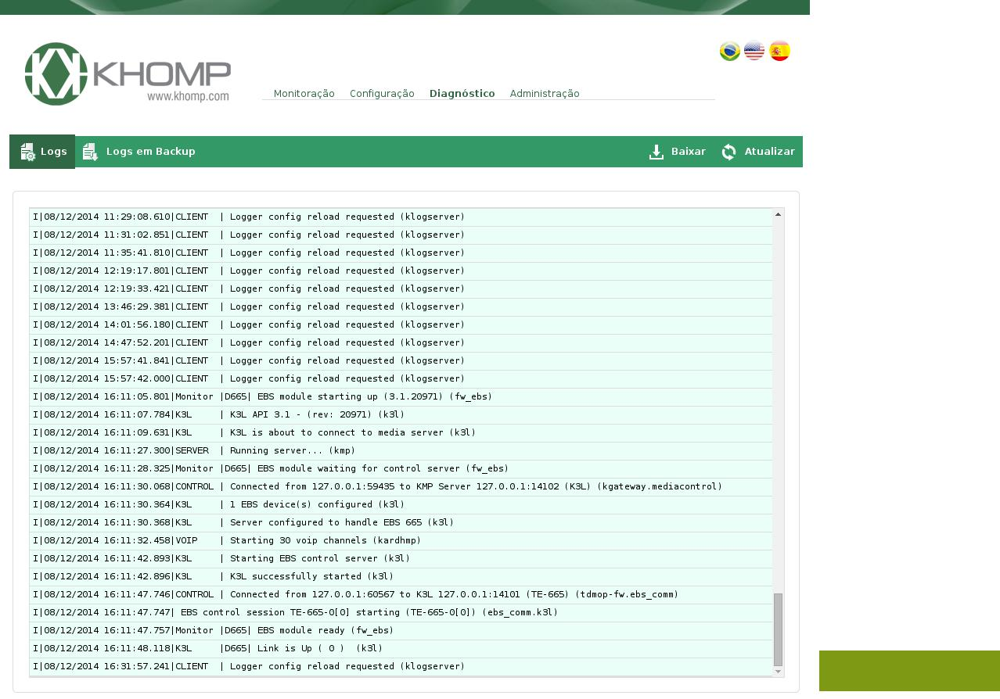 KHOMP
www.khomp.com
Monitoração Configuração Diagnóstico Administração
Logs Logs em Backup Baixar Atualizar
I|08/12/2014 11:29:08.610|CLIENT  | Logger config reload requested (klogserver)
I|08/12/2014 11:31:02.851|CLIENT  | Logger config reload requested (klogserver)
I|08/12/2014 11:35:41.810|CLIENT  | Logger config reload requested (klogserver)
I|08/12/2014 12:19:17.801|CLIENT  | Logger config reload requested (klogserver)
I|08/12/2014 12:19:33.421|CLIENT  | Logger config reload requested (klogserver)
I|08/12/2014 13:46:29.381|CLIENT  | Logger config reload requested (klogserver)
I|08/12/2014 14:01:56.180|CLIENT  | Logger config reload requested (klogserver)
I|08/12/2014 14:47:52.201|CLIENT  | Logger config reload requested (klogserver)
I|08/12/2014 15:57:41.841|CLIENT  | Logger config reload requested (klogserver)
I|08/12/2014 15:57:42.000|CLIENT  | Logger config reload requested (klogserver)
I|08/12/2014 16:11:05.801|Monitor |D665| EBS module starting up (3.1.20971) (fw_ebs)
I|08/12/2014 16:11:07.784|K3L     | K3L API 3.1 - (rev: 20971) (k3l)
I|08/12/2014 16:11:09.631|K3L     | K3L is about to connect to media server (k3l)
I|08/12/2014 16:11:27.300|SERVER  | Running server... (kmp)
I|08/12/2014 16:11:28.325|Monitor |D665| EBS module waiting for control server (fw_ebs)
I|08/12/2014 16:11:30.068|CONTROL | Connected from 127.0.0.1:59435 to KMP Server 127.0.0.1:14102 (K3L) (kgateway.mediacontrol)
I|08/12/2014 16:11:30.364|K3L     | 1 EBS device(s) configured (k3l)
I|08/12/2014 16:11:30.368|K3L     | Server configured to handle EBS 665 (k3l)
I|08/12/2014 16:11:32.458|VOIP    | Starting 30 voip channels (kardhmp)
I|08/12/2014 16:11:42.893|K3L     | Starting EBS control server (k3l)
I|08/12/2014 16:11:42.896|K3L     | K3L successfully started (k3l)
I|08/12/2014 16:11:47.746|CONTROL | Connected from 127.0.0.1:60567 to K3L 127.0.0.1:14101 (TE-665) (tdmop-fw.ebs_comm)
I|08/12/2014 16:11:47.747| EBS control session TE-665-0[0] starting (TE-665-0[0]) (ebs_comm.k3l)
I|08/12/2014 16:11:47.757|Monitor |D665| EBS module ready (fw_ebs)
I|08/12/2014 16:11:48.118|K3L     |D665| Link is Up ( 0 )  (k3l)
I|08/12/2014 16:31:57.241|CLIENT  | Logger config reload requested (klogserver)